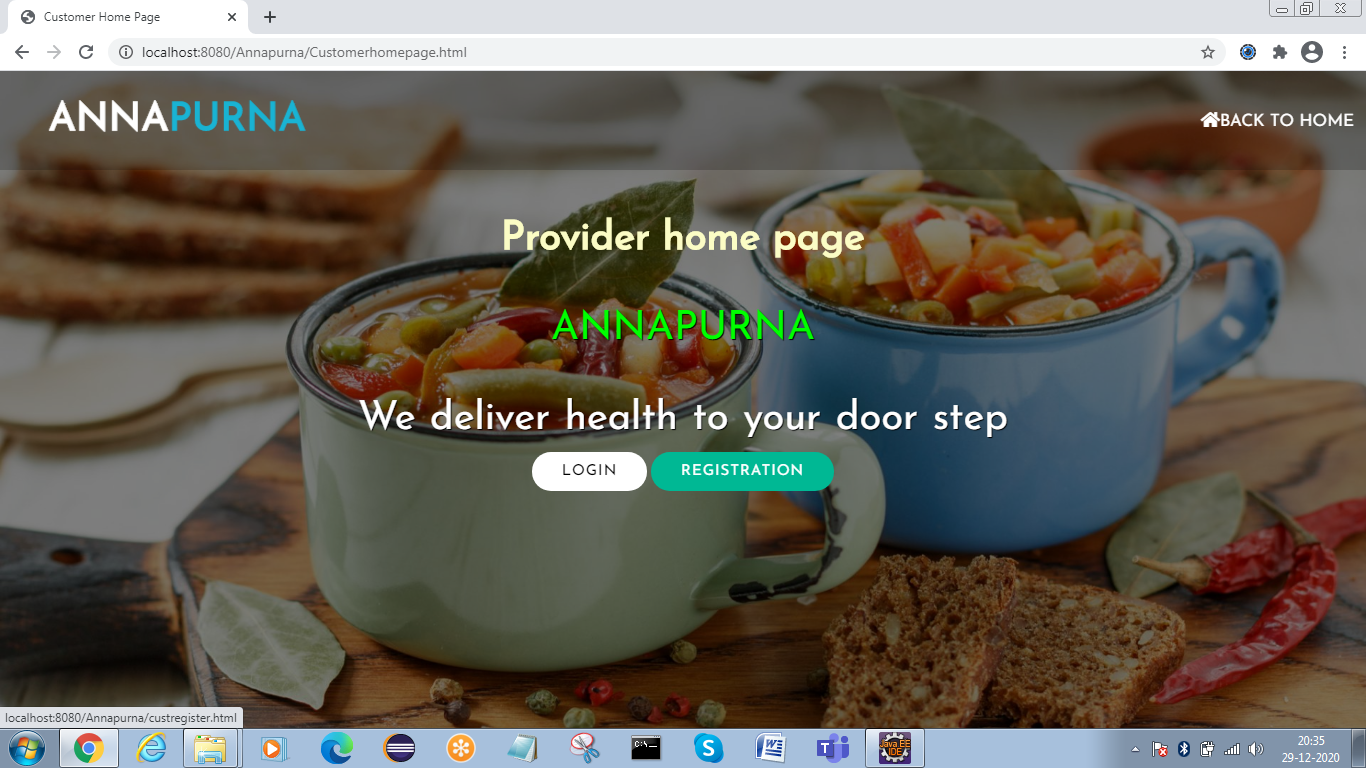 Customer Home Page
localhost:8080/Annapurna/Customerhomepage.html
ANNAPURNA
BACK TO HOME
Provider home page
ANNAPURNA
We deliver health to your door step
LOGIN REGISTRATION
localhost:8080/Annapurna/custregister.html
Java EE
IDE
20:35
29-12-2020